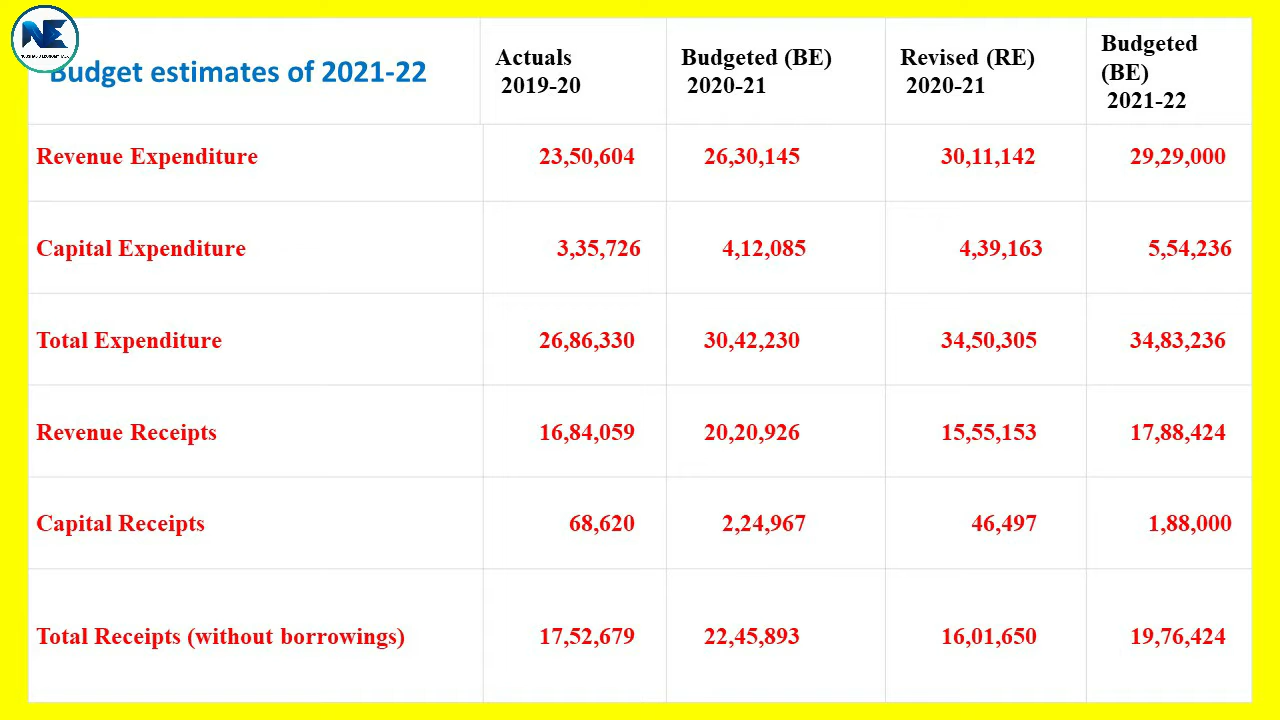 NE
Budget estimates of 2021-22
Actuals
2019-20
Budgeted (BE)
2020-21
Revised (RE)
2020-21
Budgeted
(BE)
2021-22
Revenue Expenditure 23,50,604 26,30,145 30,11,142 29,29,000
Capital Expenditure 3,35,726 4,12,085 4,39,163 5,54,236
Total Expenditure 26,86,330 30,42,230 34,50,305 34,83,236
Revenue Receipts 16,84,059 20,20,926 15,55,153 17,88,424
Capital Receipts 68,620 2,24,967 46,497 1,88,000
Total Receipts (without borrowings) 17,52,679 22,45,893 16,01,650 19,76,424